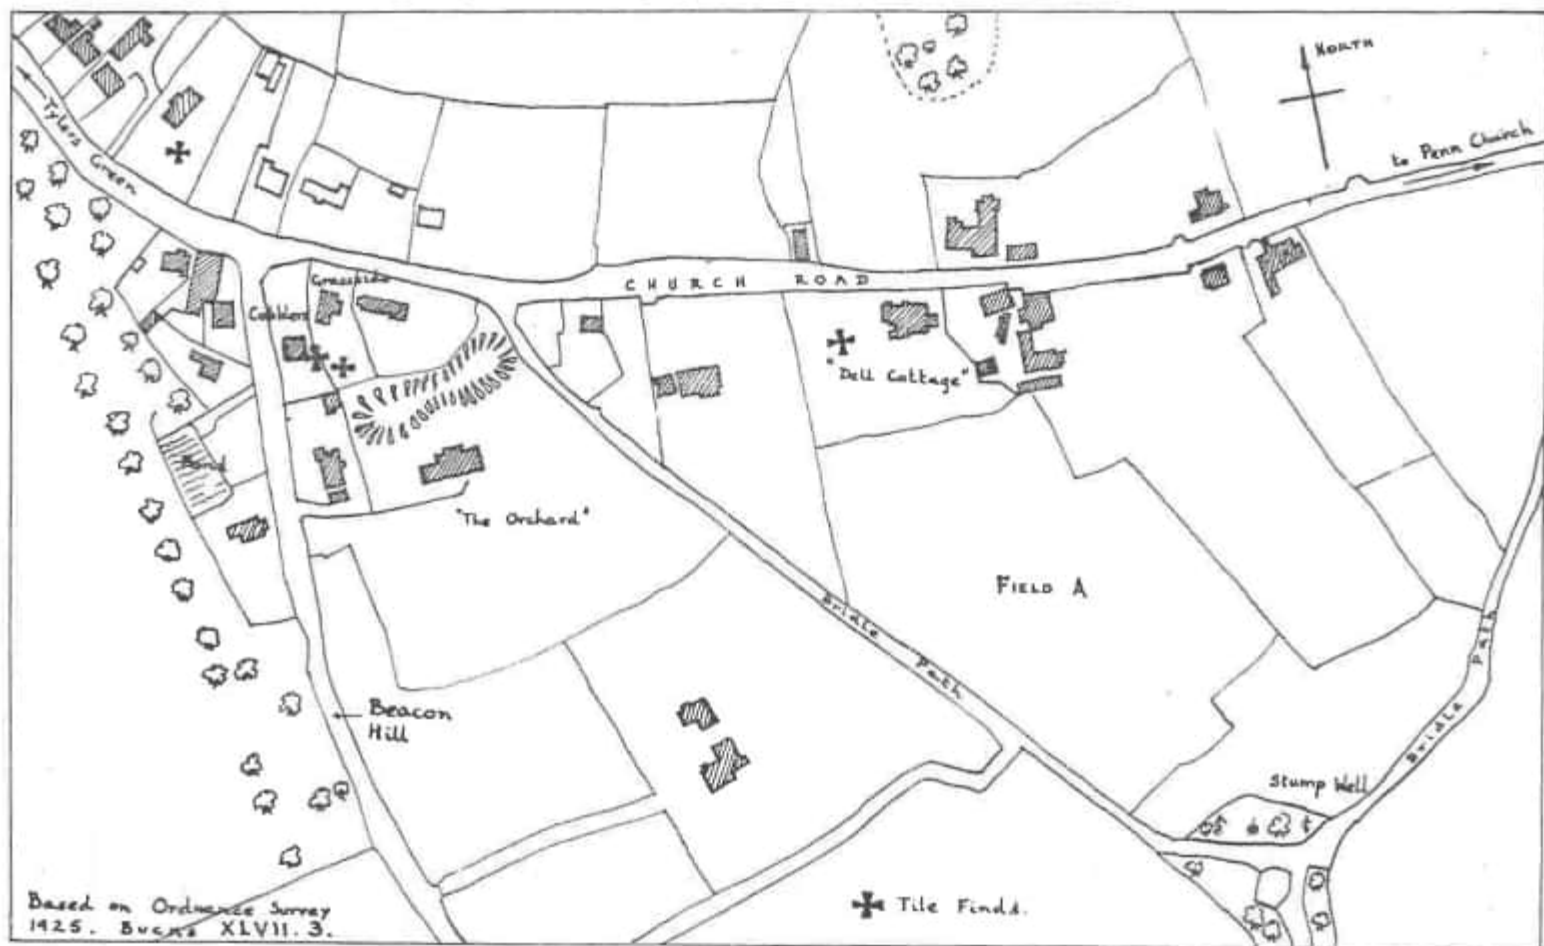 NORTH
Tylers Green
to Penn Church
CHURCH ROAD
Grasside
Cobblers
"Dell Cottage"
Pond
"The Orchard"
FIELD A
Bridle Path
Bridle Path
Beacon
Hill
Stump Well
Tile Finds.
Based on Ordnance Survey
1925. Bucks XLVII. 3.